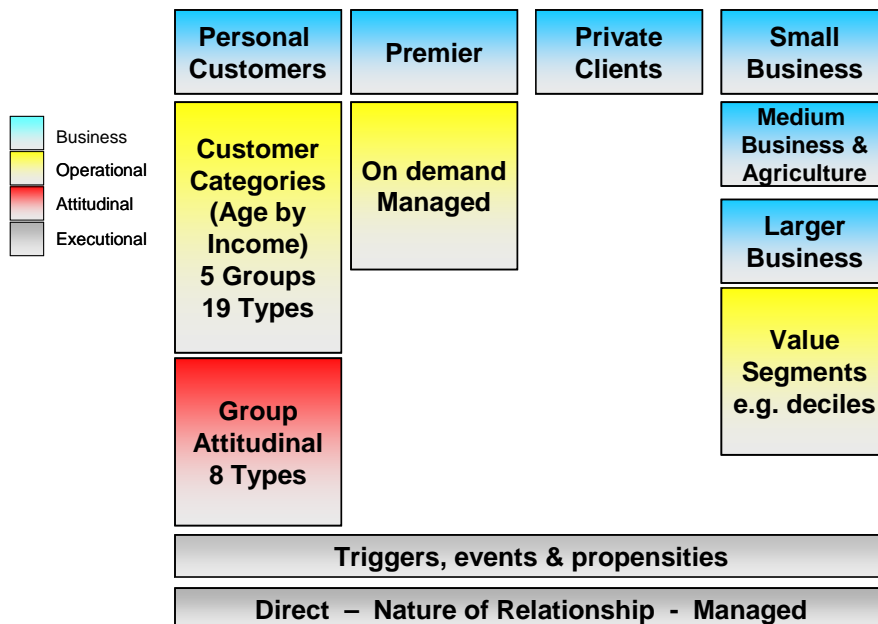 Personal
Customers
Premier
Private
Clients
Small
Business
Business
Operational
Attitudinal
Executional
Customer
Categories
(Age by
Income)
5 Groups
19 Types
On demand
Managed
Medium
Business &
Agriculture
Larger
Business
Value
Segments
e.g. deciles
Group
Attitudinal
8 Types
Triggers, events & propensities
Direct – Nature of Relationship - Managed